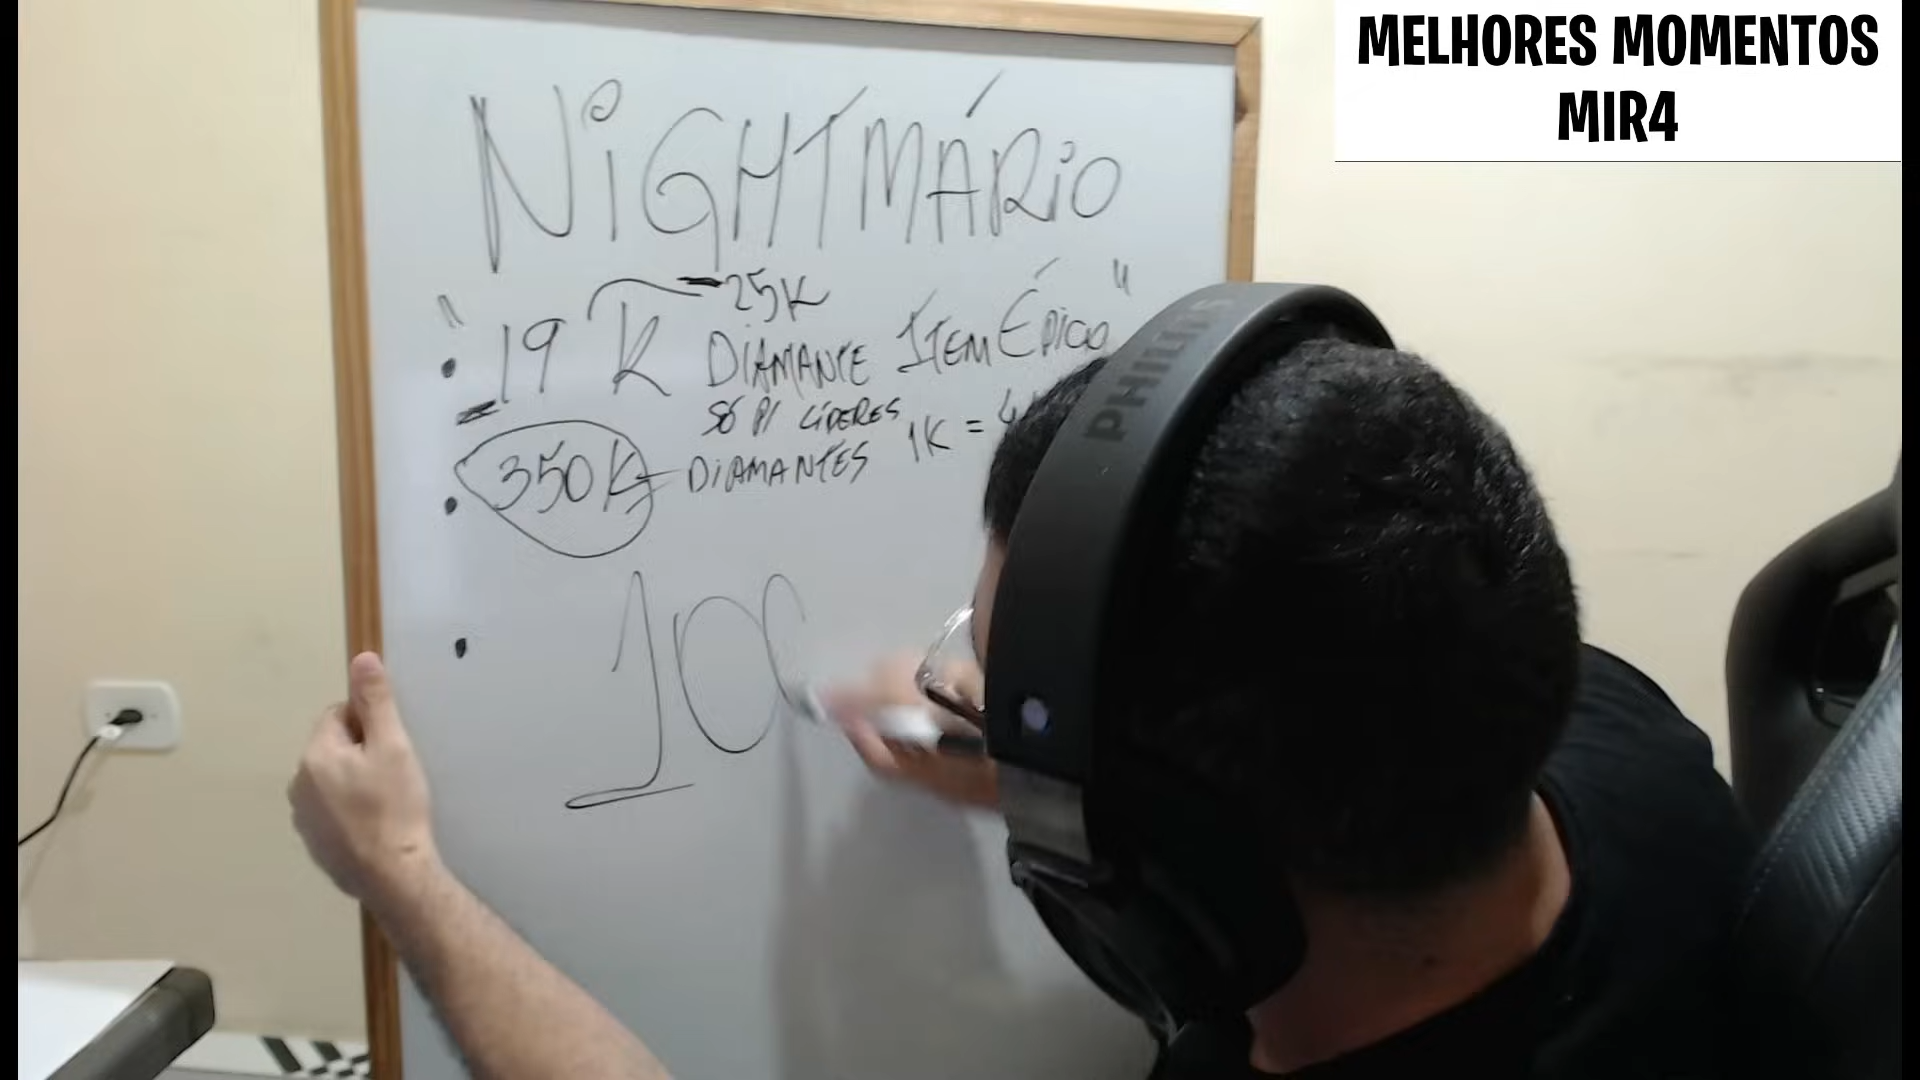 MELHORES MOMENTOS
MIR4
NiGHTMÁRiO
25K
" 19 K DiAMANTE ITEM ÉPICO "
SÓ P/ LÍDERES
350K DiAMANTES 1K =
10
PHILIPS